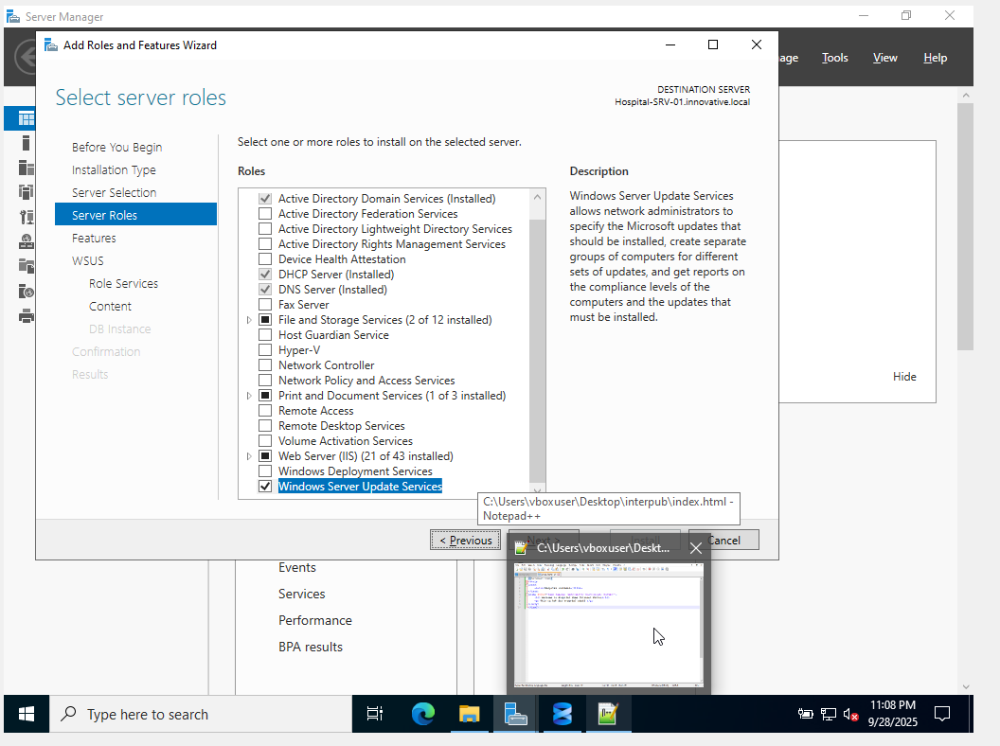 Server Manager
Add Roles and Features Wizard
age
Tools
View
Help
Select server roles
DESTINATION SERVER
Hospital-SRV-01.innovative.local
Before You Begin
Installation Type
Server Selection
Server Roles
Features
WSUS
Role Services
Content
DB Instance
Confirmation
Results
Select one or more roles to install on the selected server.
Roles
Active Directory Domain Services (Installed)
Active Directory Federation Services
Active Directory Lightweight Directory Services
Active Directory Rights Management Services
Device Health Attestation
DHCP Server (Installed)
DNS Server (Installed)
Fax Server
File and Storage Services (2 of 12 installed)
Host Guardian Service
Hyper-V
Network Controller
Network Policy and Access Services
Print and Document Services (1 of 3 installed)
Remote Access
Remote Desktop Services
Volume Activation Services
Web Server (IIS) (21 of 43 installed)
Windows Deployment Services
Windows Server Update Services
Description
Windows Server Update Services
allows network administrators to
specify the Microsoft updates that
should be installed, create separate
groups of computers for different
sets of updates, and get reports on
the compliance levels of the
computers and the updates that
must be installed.
Hide
C:\Users\vboxuser\Desktop\interpub\index.html -
Notepad++
< Previous
Next >
Install
Cancel
C:\Users\vboxuser\Deskt...
Events
Services
Performance
BPA results
Type here to search
11:08 PM
9/28/2025